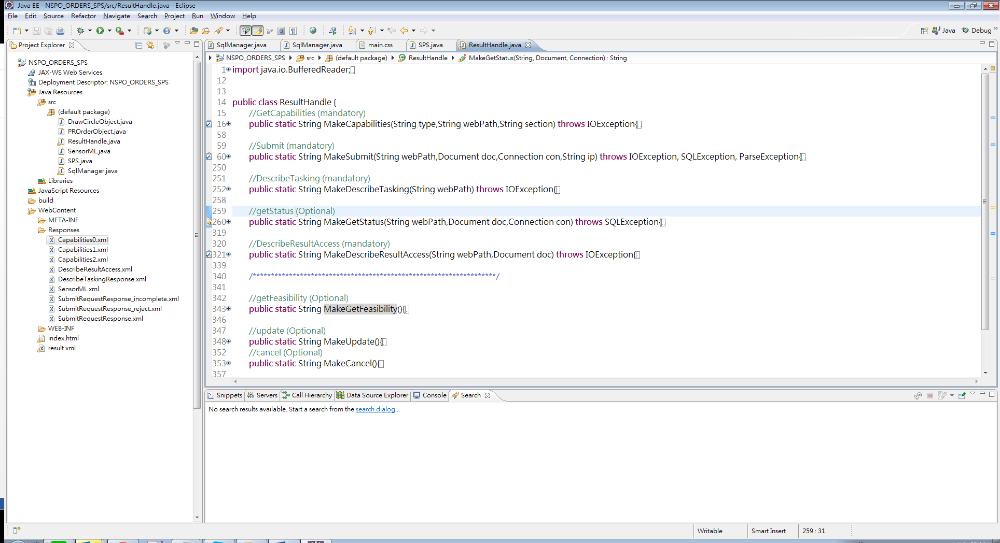 Java EE - NSPO_ORDERS_SPS/src/ResultHandle.java - Eclipse
File Edit Source Refactor Navigate Search Project Run Window Help
Java Debug
Project Explorer
SqlManager.java SqlManager.java main.css SPS.java ResultHandle.java
NSPO_ORDERS_SPS src (default package) ResultHandle MakeGetStatus(String, Document, Connection) : String
NSPO_ORDERS_SPS
JAX-WS Web Services
Deployment Descriptor: NSPO_ORDERS_SPS
Java Resources
src
(default package)
DrawCircleObject.java
PROrderObject.java
ResultHandle.java
SensorML.java
SPS.java
SqlManager.java
Libraries
JavaScript Resources
build
WebContent
META-INF
Responses
Capabilities0.xml
Capabilities1.xml
Capabilities2.xml
DescribeResultAccess.xml
DescribeTaskingResponse.xml
SensorML.xml
SubmitRequestResponse_incomplete.xml
SubmitRequestResponse_reject.xml
SubmitRequestResponse.xml
WEB-INF
index.html
result.xml
1 import java.io.BufferedReader;
12
13
14 public class ResultHandle {
15 //GetCapabilities (mandatory)
16 public static String MakeCapabilities(String type,String webPath,String section) throws IOException{
58
59 //Submit (mandatory)
60 public static String MakeSubmit(String webPath,Document doc,Connection con,String ip) throws IOException, SQLException, ParseException{
250
251 //DescribeTasking (mandatory)
252 public static String MakeDescribeTasking(String webPath) throws IOException{
258
259 //getStatus (Optional)
260 public static String MakeGetStatus(String webPath,Document doc,Connection con) throws SQLException{
319
320 //DescribeResultAccess (mandatory)
321 public static String MakeDescribeResultAccess(String webPath,Document doc) throws IOException{
339
340 /*******************************************************************/
341
342 //getFeasibility (Optional)
343 public static String MakeGetFeasibility(){
346
347 //update (Optional)
348 public static String MakeUpdate(){
352 //cancel (Optional)
353 public static String MakeCancel(){
357
Snippets Servers Call Hierarchy Data Source Explorer Console Search
No search results available. Start a search from the search dialog...
Writable Smart Insert 259 : 31